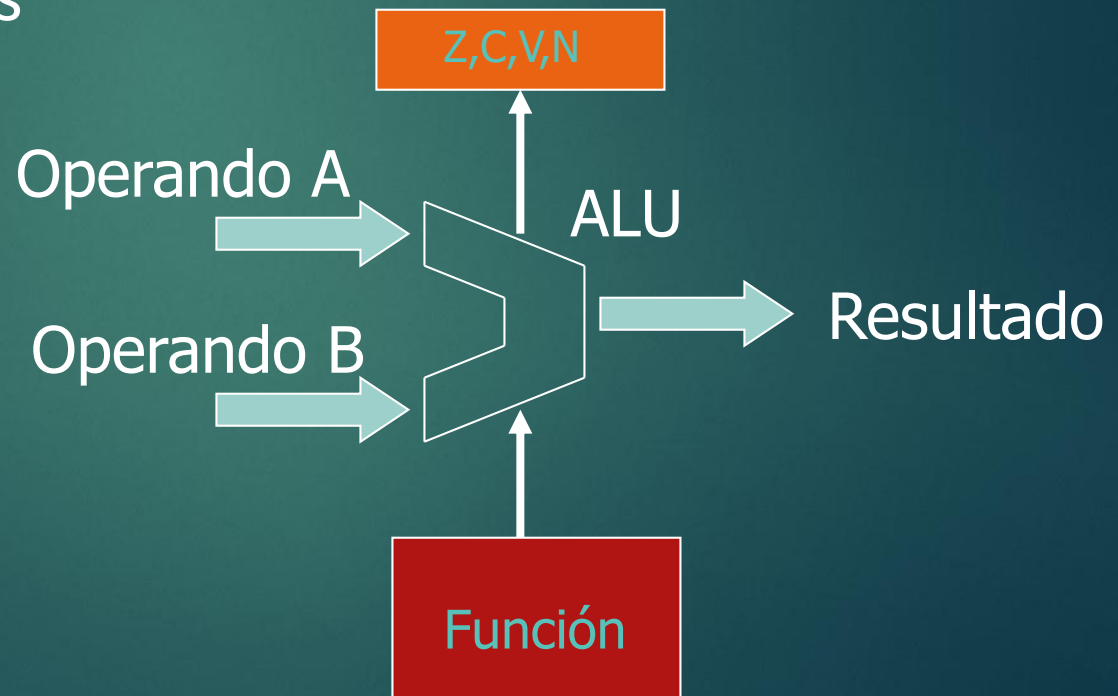 Z,C,V,N
Operando A
ALU
Resultado
Operando B
Función